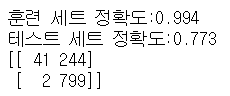 훈련 세트 정확도:0.994
테스트 세트 정확도:0.773
[[ 41 244]
 [  2 799]]